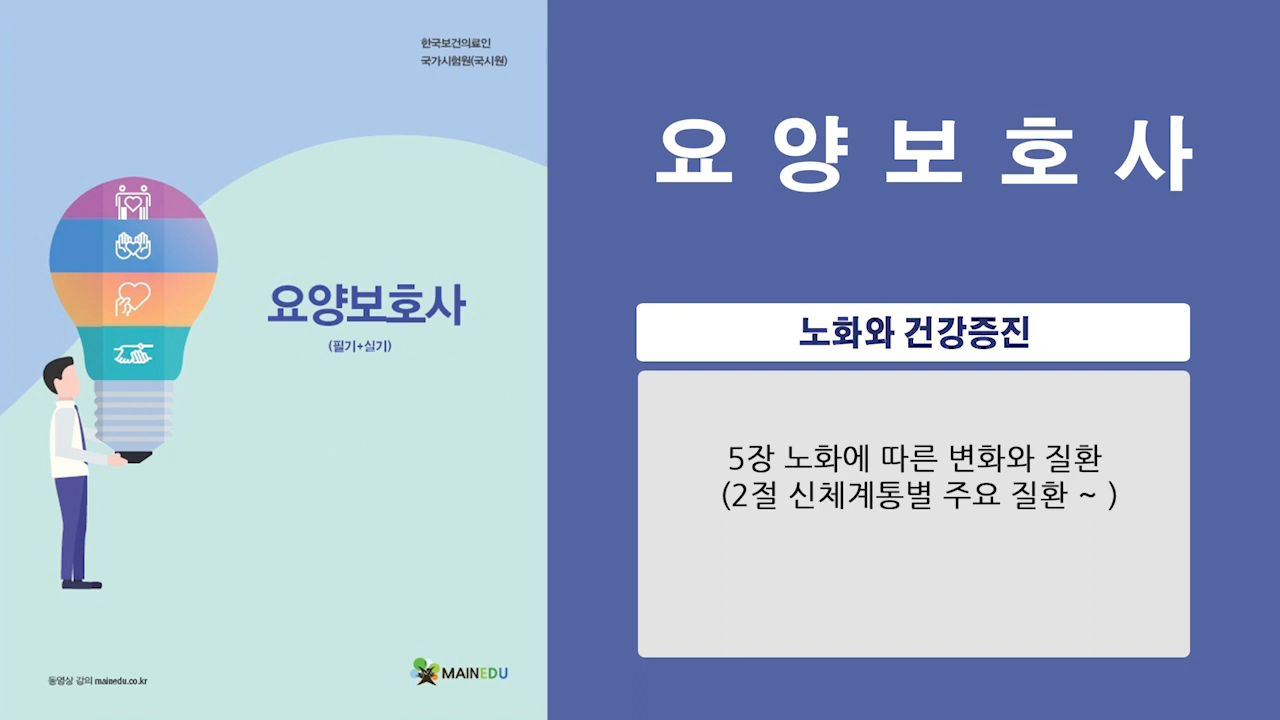 한국보건의료인
국가시험원(국시원)
요양보호사
(필기+실기)
동영상 강의 mainedu.co.kr
MAINEDU
요양보호사
노화와 건강증진
5장 노화에 따른 변화와 질환
(2절 신체계통별 주요 질환 ~ )